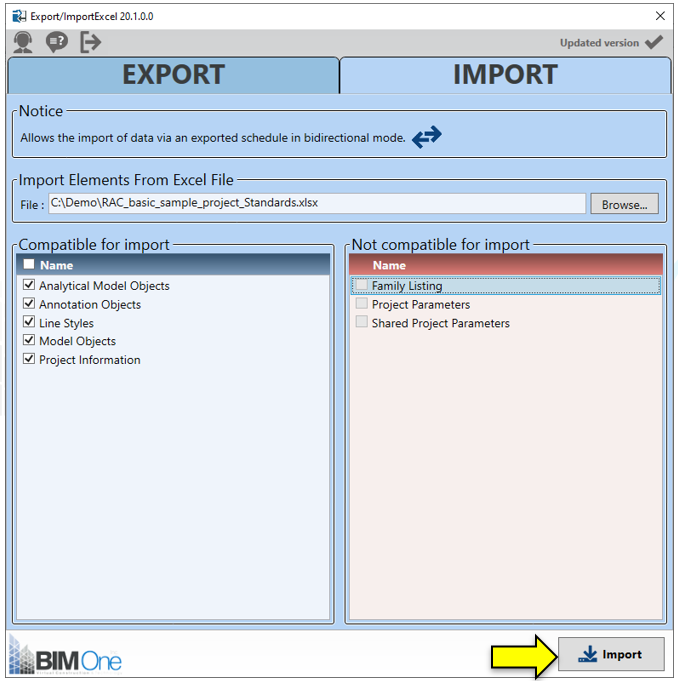 Export/ImportExcel 20.1.0.0
Updated version
EXPORT
IMPORT
Notice
Allows the import of data via an exported schedule in bidirectional mode.
Import Elements From Excel File
File : C:\Demo\RAC_basic_sample_project_Standards.xlsx Browse...
Compatible for import
Name
Analytical Model Objects
Annotation Objects
Line Styles
Model Objects
Project Information
Not compatible for import
Name
Family Listing
Project Parameters
Shared Project Parameters
BIMOne
Import